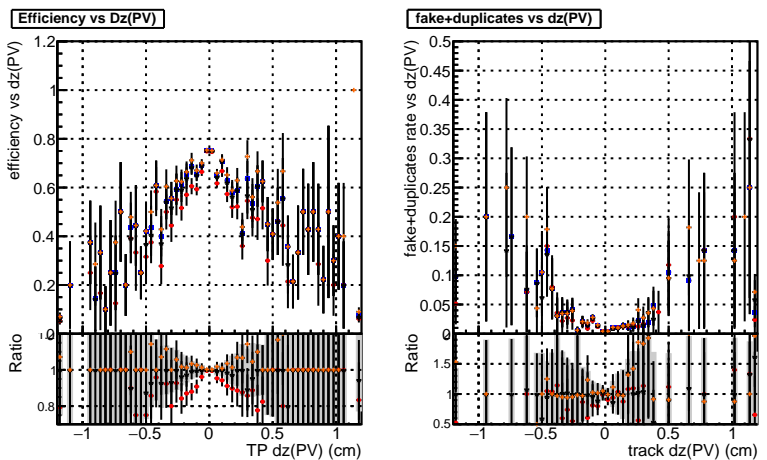 Efficiency vs Dz(PV)
efficiency vs dz(PV)
1.2
1
0.8
0.6
0.4
0.2
0
Ratio
1
0.8
−1 −0.5 0 0.5 1
TP dz(PV) (cm)
fake+duplicates vs dz(PV)
fake+duplicates rate vs dz(PV)
0.5
0.45
0.4
0.35
0.3
0.25
0.2
0.15
0.1
0.05
0
Ratio
1.5
1
0.5
−1 −0.5 0 0.5 1
track dz(PV) (cm)